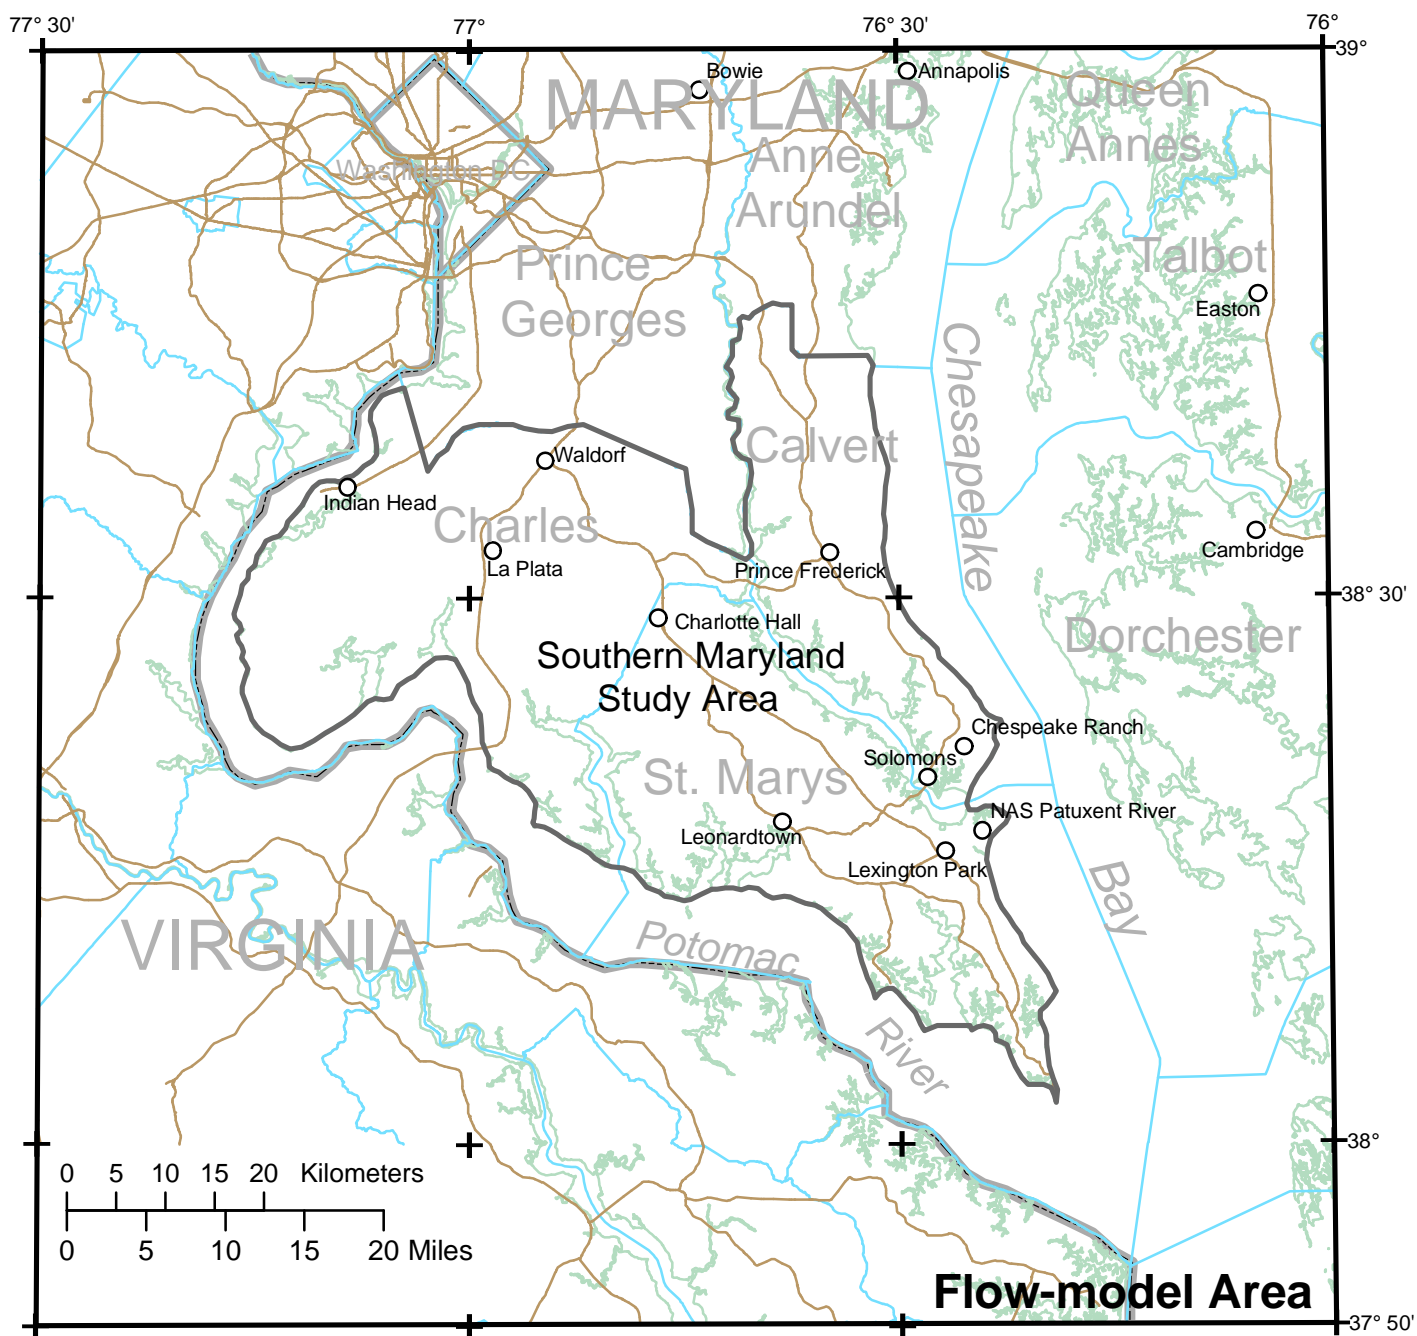 77° 30'
77°
76° 30'
76°
39°
Bowie
Annapolis
MARYLAND
Queen
Annes
Anne
Arundel
Washington DC
Talbot
Prince
Georges
Easton
Chesapeake
Calvert
Waldorf
Indian Head
Charles
La Plata
Prince Frederick
Cambridge
38° 30'
Charlotte Hall
Dorchester
Southern Maryland
Study Area
Chespeake Ranch
Solomons
St. Marys
NAS Patuxent River
Leonardtown
Lexington Park
Bay
VIRGINIA
Potomac
River
38°
0 5 10 15 20 Kilometers
0 5 10 15 20 Miles
Flow-model Area
37° 50'